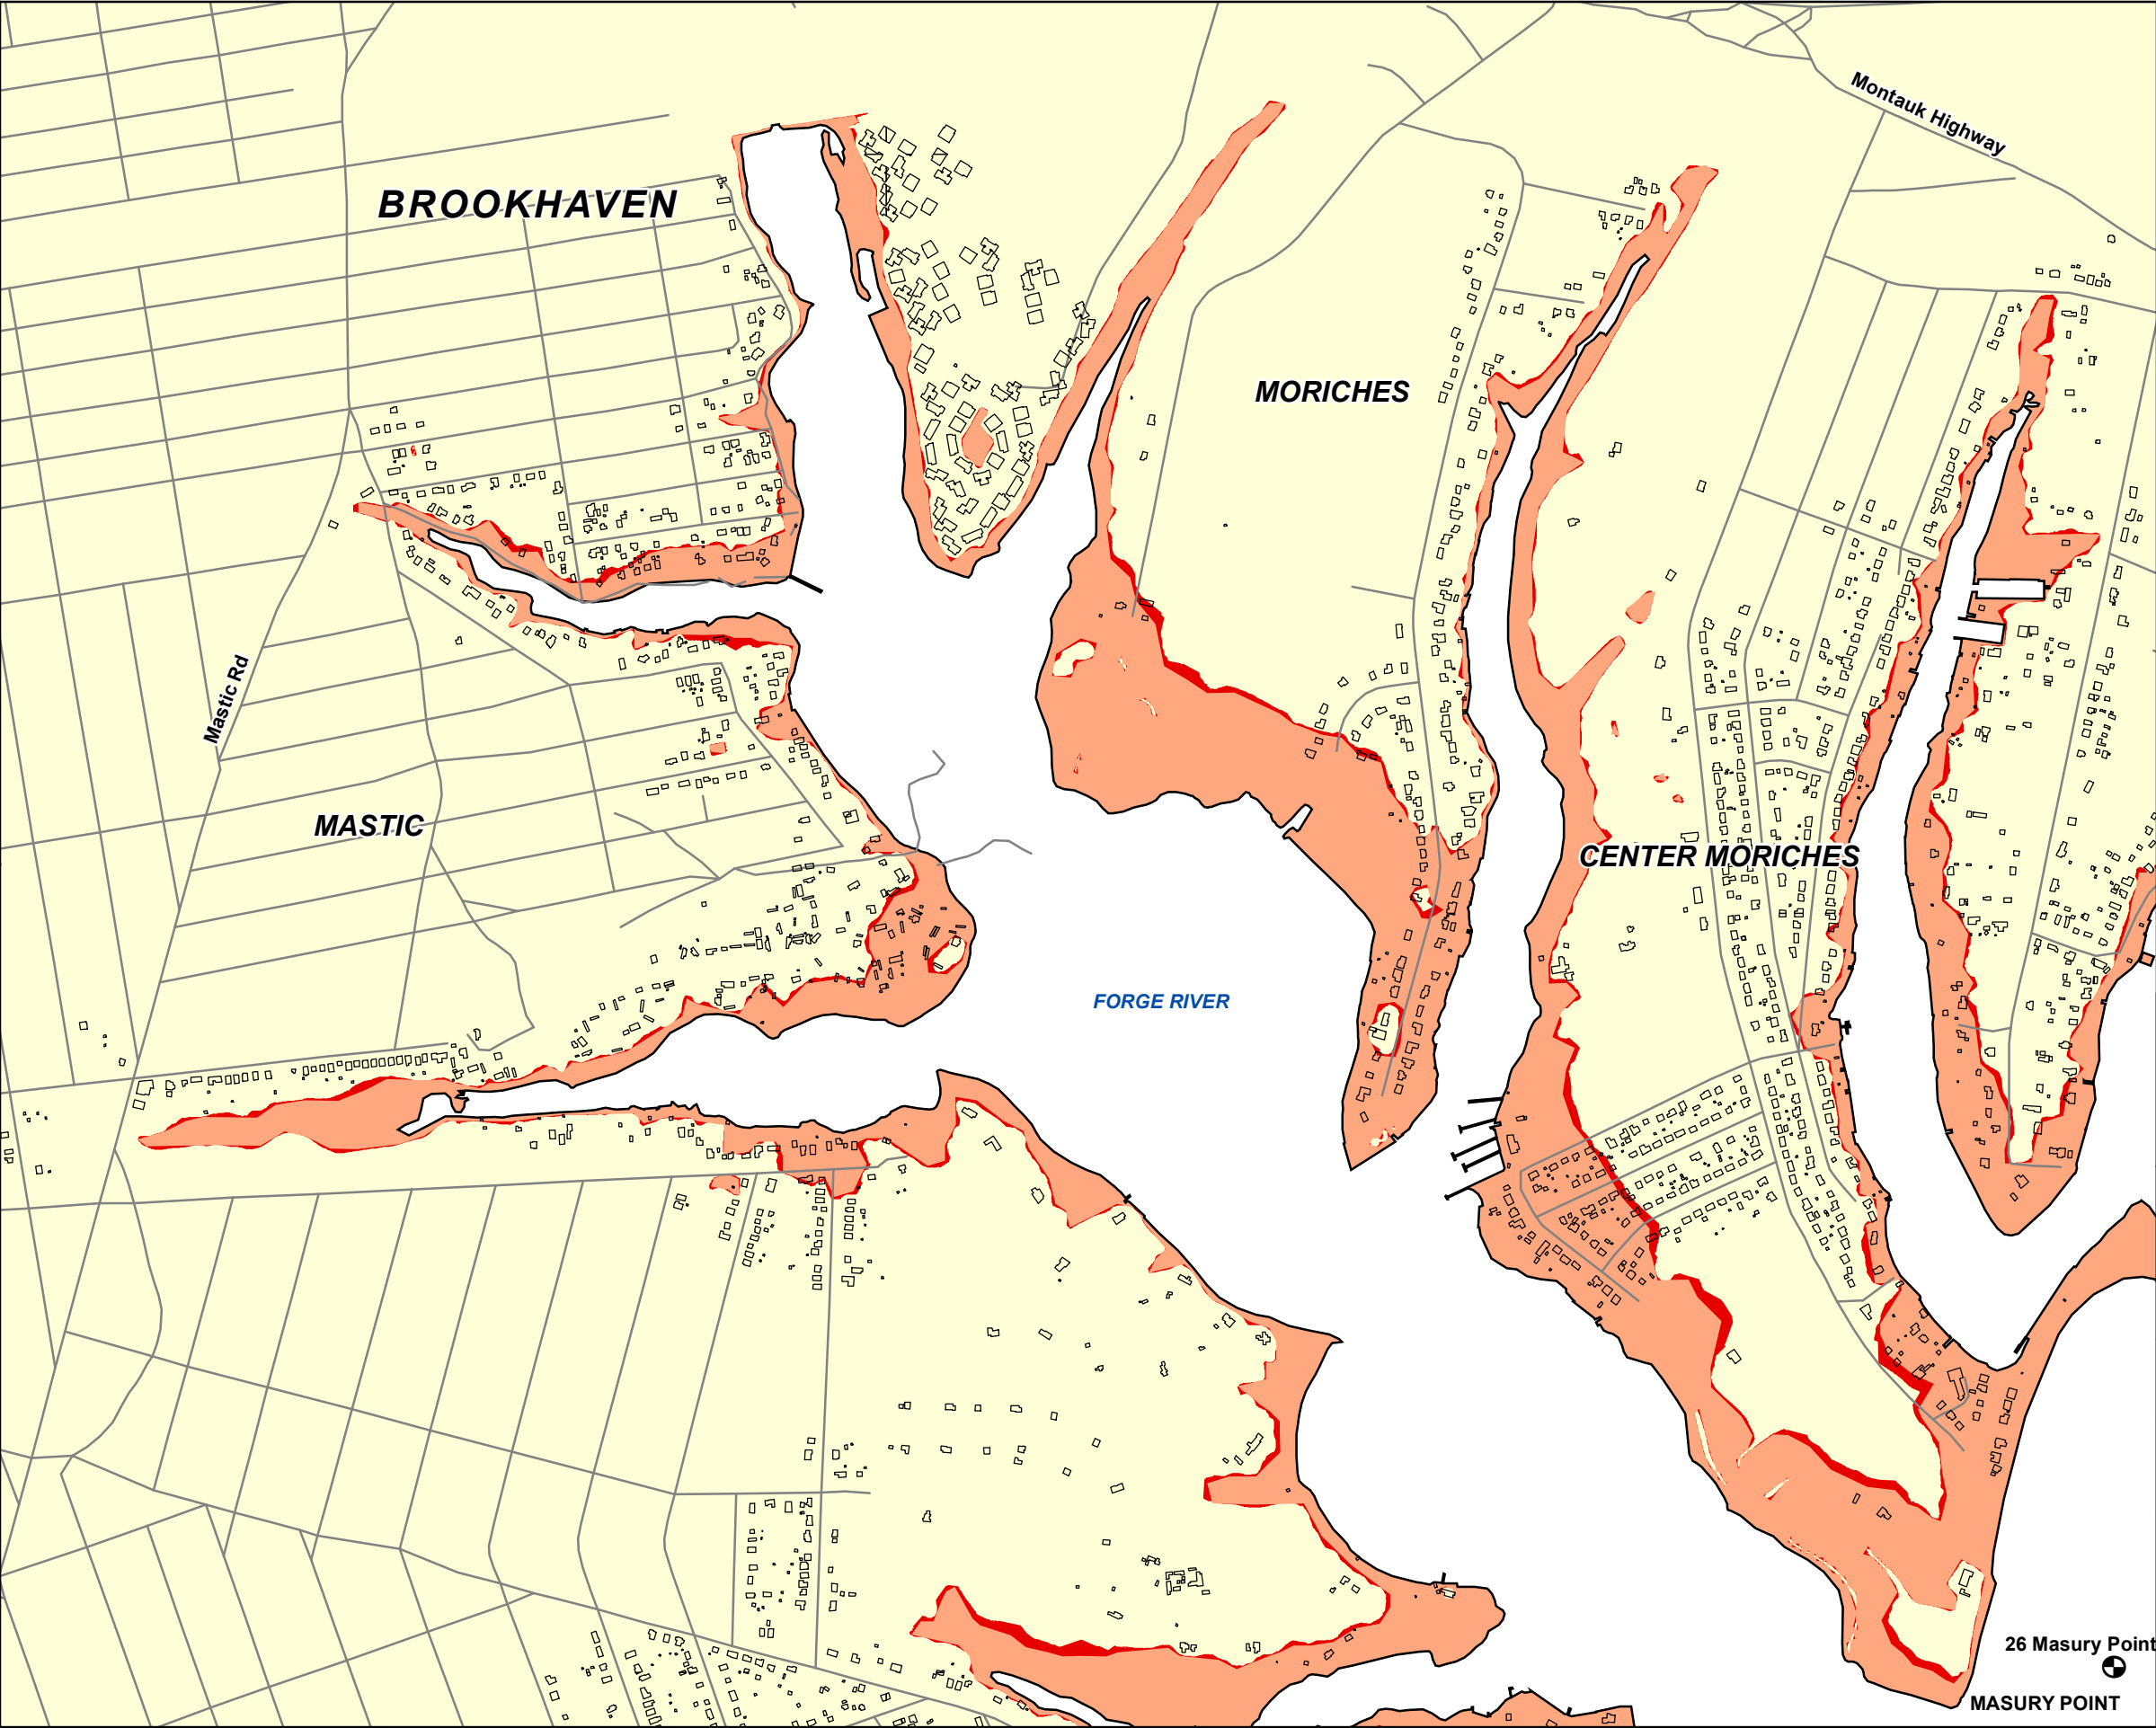 Montauk Highway
BROOKHAVEN
MORICHES
Mastic Rd
MASTIC
CENTER MORICHES
FORGE RIVER
26 Masury Point
MASURY POINT